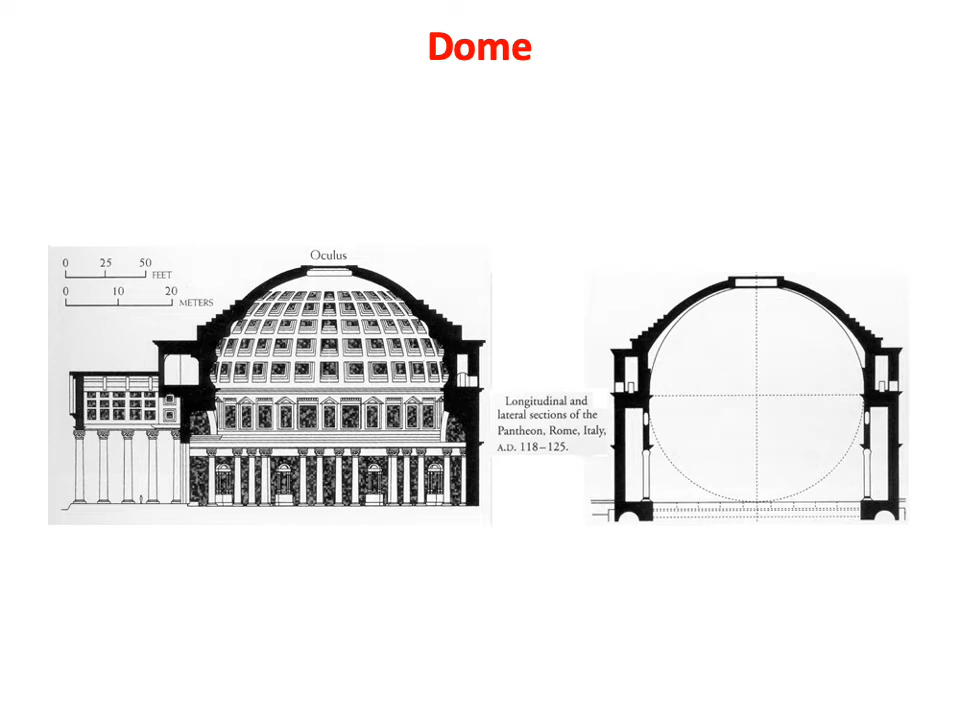 Dome
Oculus
0 25 50
FEET
0 10 20
METERS
Longitudinal and
lateral sections of the
Pantheon, Rome, Italy,
A.D. 118–125.